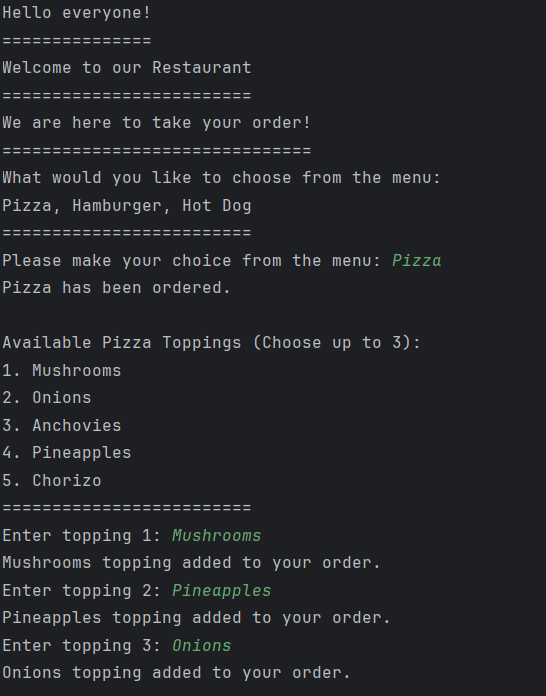 Hello everyone!
===============
Welcome to our Restaurant
=========================
We are here to take your order!
===============================
What would you like to choose from the menu:
Pizza, Hamburger, Hot Dog
=========================
Please make your choice from the menu: Pizza
Pizza has been ordered.

Available Pizza Toppings (Choose up to 3):
1. Mushrooms
2. Onions
3. Anchovies
4. Pineapples
5. Chorizo
=========================
Enter topping 1: Mushrooms
Mushrooms topping added to your order.
Enter topping 2: Pineapples
Pineapples topping added to your order.
Enter topping 3: Onions
Onions topping added to your order.